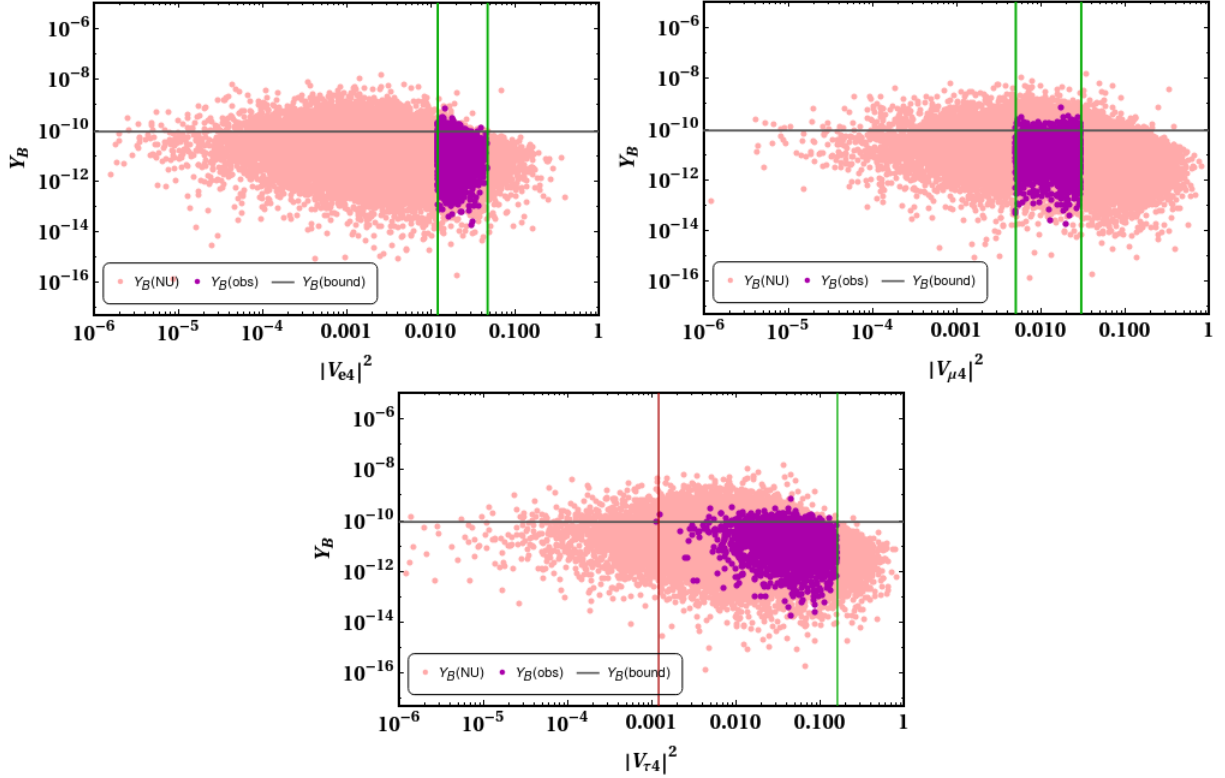 10⁻⁶
10⁻⁸
10⁻¹⁰
10⁻¹²
10⁻¹⁴
10⁻¹⁶
Y_B
Y_B(NU) Y_B(obs) Y_B(bound)
10⁻⁶ 10⁻⁵ 10⁻⁴ 0.001 0.010 0.100 1
|V_e4|²
10⁻⁶
10⁻⁸
10⁻¹⁰
10⁻¹²
10⁻¹⁴
10⁻¹⁶
Y_B
Y_B(NU) Y_B(obs) Y_B(bound)
10⁻⁶ 10⁻⁵ 10⁻⁴ 0.001 0.010 0.100 1
|V_μ4|²
10⁻⁶
10⁻⁸
10⁻¹⁰
10⁻¹²
10⁻¹⁴
10⁻¹⁶
Y_B
Y_B(NU) Y_B(obs) Y_B(bound)
10⁻⁶ 10⁻⁵ 10⁻⁴ 0.001 0.010 0.100 1
|V_τ4|²